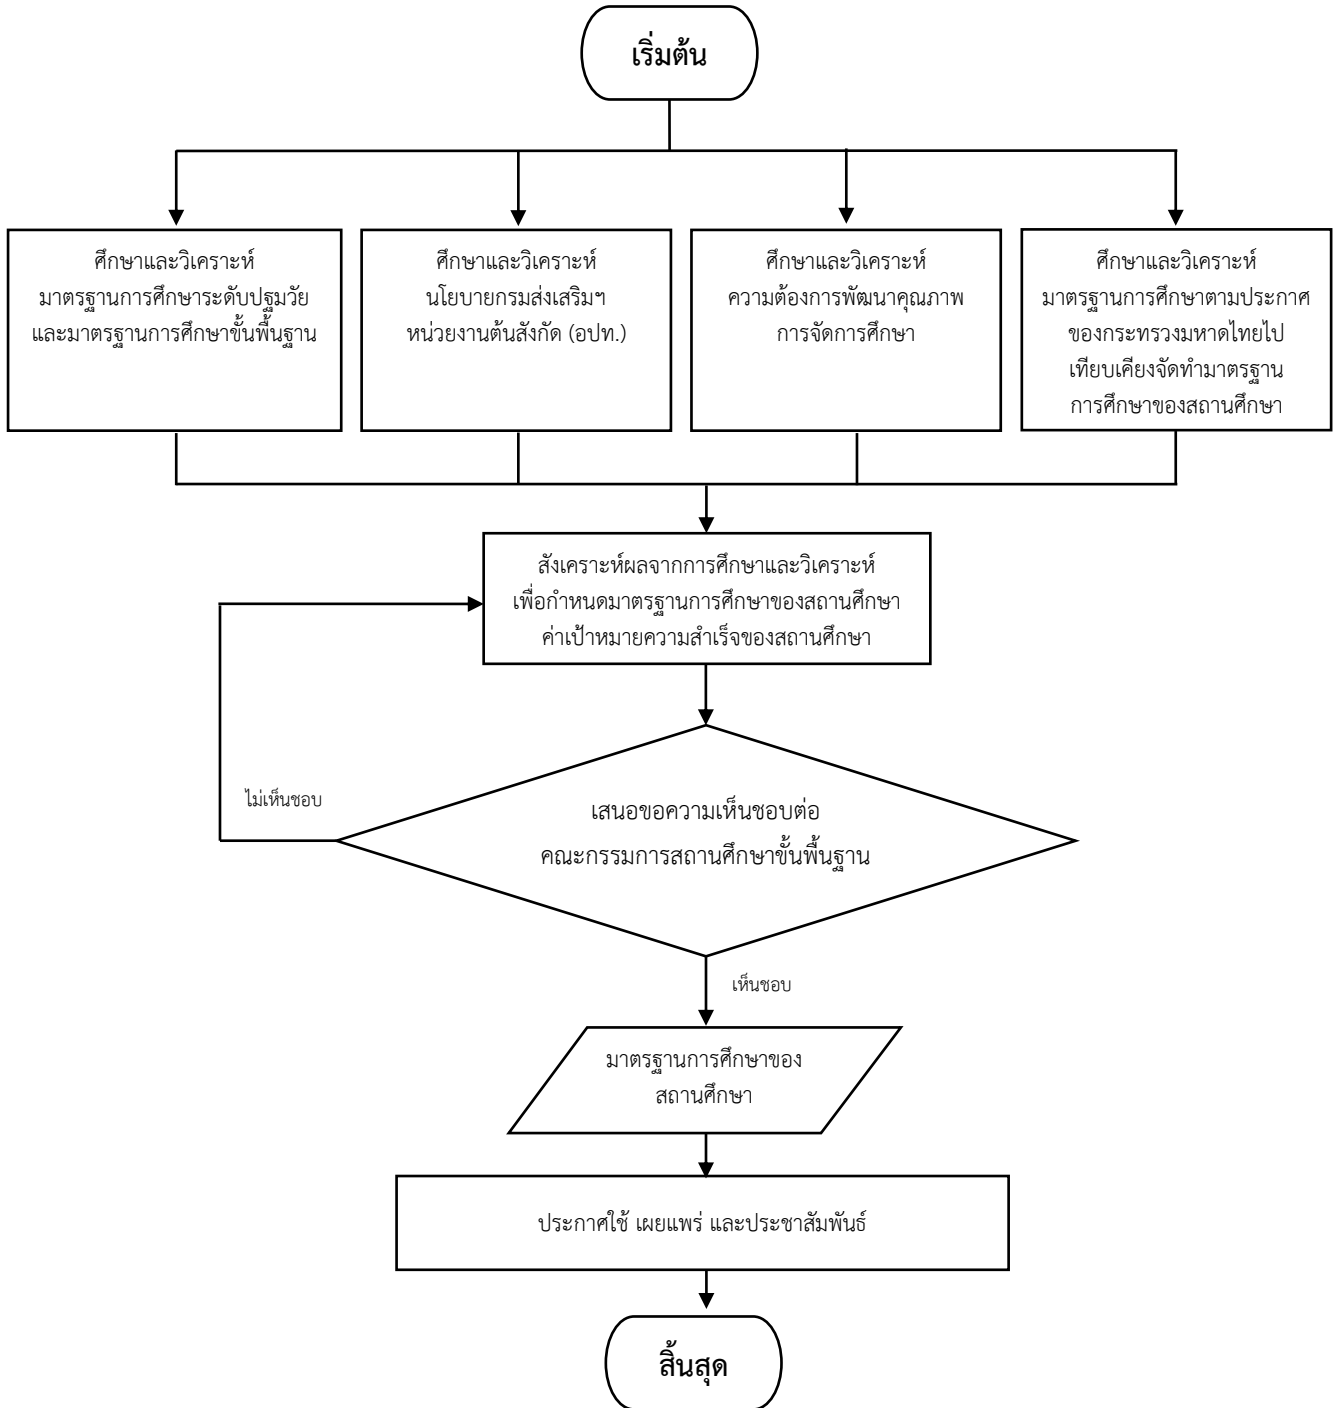 เริ่มต้น
ศึกษาและวิเคราะห์
มาตรฐานการศึกษาระดับปฐมวัย
และมาตรฐานการศึกษาขั้นพื้นฐาน
ศึกษาและวิเคราะห์
นโยบายกรมส่งเสริมฯ
หน่วยงานต้นสังกัด (อปท.)
ศึกษาและวิเคราะห์
ความต้องการพัฒนาคุณภาพ
การจัดการศึกษา
ศึกษาและวิเคราะห์
มาตรฐานการศึกษาตามประกาศ
ของกระทรวงมหาดไทยไป
เทียบเคียงจัดทำมาตรฐาน
การศึกษาของสถานศึกษา
สังเคราะห์ผลจากการศึกษาและวิเคราะห์
เพื่อกำหนดมาตรฐานการศึกษาของสถานศึกษา
ค่าเป้าหมายความสำเร็จของสถานศึกษา
ไม่เห็นชอบ
เสนอขอความเห็นชอบต่อ
คณะกรรมการสถานศึกษาขั้นพื้นฐาน
เห็นชอบ
มาตรฐานการศึกษาของ
สถานศึกษา
ประกาศใช้ เผยแพร่ และประชาสัมพันธ์
สิ้นสุด